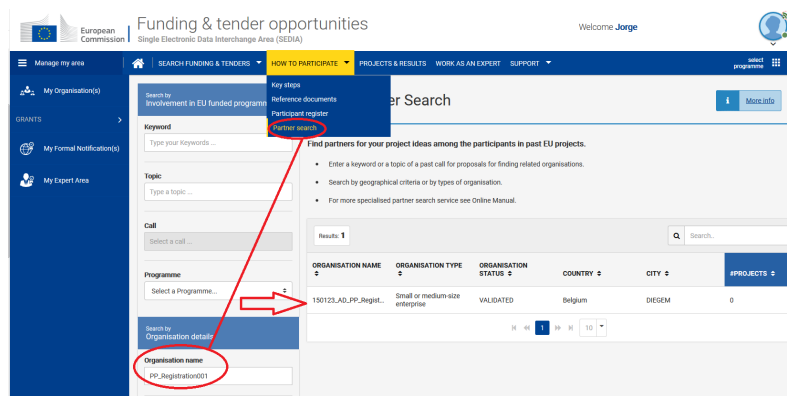 European
Commission
Funding & tender opportunities
Single Electronic Data Interchange Area (SEDIA)
Welcome Jorge
Manage my area
SEARCH FUNDING & TENDERS
HOW TO PARTICIPATE
PROJECTS & RESULTS
WORK AS AN EXPERT
SUPPORT
select
programme
My Organisation(s)
GRANTS
My Formal Notification(s)
My Expert Area
Key steps
Reference documents
Participant register
Partner search
Search by
Involvement in EU funded programm
er Search
More info
Keyword
Type your Keywords ...
Find partners for your project ideas among the participants in past EU projects.
• Enter a keyword or a topic of a past call for proposals for finding related organisations.
• Search by geographical criteria or by types of organisation.
• For more specialised partner search service see Online Manual.
Topic
Type a topic ...
Call
Select a call ...
Results: 1
Search..
Programme
Select a Programme...
ORGANISATION NAME
ORGANISATION TYPE
ORGANISATION STATUS
COUNTRY
CITY
#PROJECTS
150123_AD_PP_Regist...
Small or medium-size enterprise
VALIDATED
Belgium
DIEGEM
0
1
10
Search by
Organisation details
Organisation name
PP_Registration001